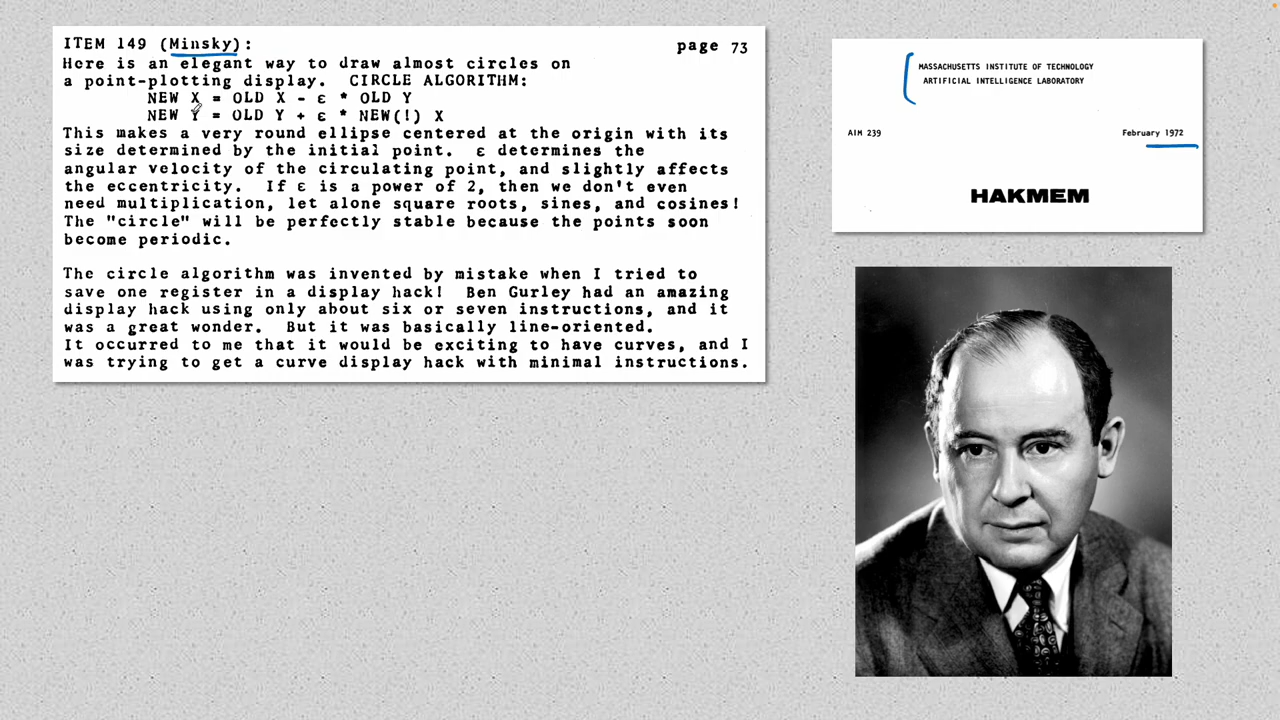 ITEM 149 (Minsky): page 73
Here is an elegant way to draw almost circles on
a point-plotting display. CIRCLE ALGORITHM:
NEW X = OLD X - ε * OLD Y
NEW Y = OLD Y + ε * NEW(!) X
This makes a very round ellipse centered at the origin with its
size determined by the initial point. ε determines the
angular velocity of the circulating point, and slightly affects
the eccentricity. If ε is a power of 2, then we don't even
need multiplication, let alone square roots, sines, and cosines!
The "circle" will be perfectly stable because the points soon
become periodic.
The circle algorithm was invented by mistake when I tried to
save one register in a display hack! Ben Gurley had an amazing
display hack using only about six or seven instructions, and it
was a great wonder. But it was basically line-oriented.
It occurred to me that it would be exciting to have curves, and I
was trying to get a curve display hack with minimal instructions.
MASSACHUSETTS INSTITUTE OF TECHNOLOGY
ARTIFICIAL INTELLIGENCE LABORATORY
AIM 239 February 1972
HAKMEM